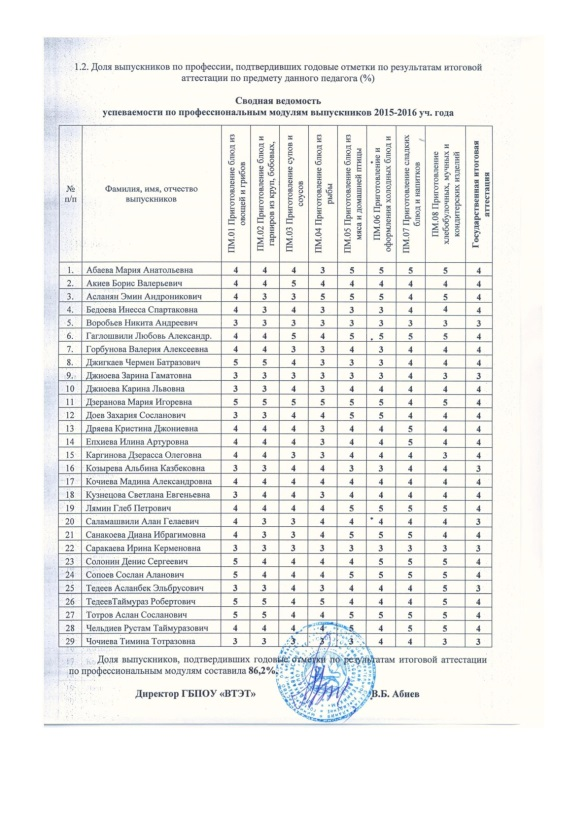 1.2. Доля выпускников по профессии, подтвердивших годовые отметки по результатам итоговой
аттестации по предмету данного педагога (%)
Сводная ведомость
успеваемости по профессиональным модулям выпускников 2015-2016 уч. года
№ п/п Фамилия, имя, отчество выпускников ПМ.01 Приготовление блюд из овощей и грибов ПМ.02 Приготовление блюд и гарниров из круп, бобовых, ПМ.03 Приготовление супов и соусов ПМ.04 Приготовление блюд из рыбы ПМ.05 Приготовление блюд из мяса и домашней птицы ПМ.06 Приготовление и оформления холодных блюд и ПМ.07 Приготовление сладких блюд и напитков ПМ.08 Приготовление хлебобулочных, мучных и кондитерских изделий Государственная итоговая аттестация
1. Абаева Мария Анатольевна 4 4 4 3 5 5 5 5 4
2. Акиев Борис Валерьевич 4 4 5 4 4 4 4 4 4
3. Асланян Эмин Андроникович 4 3 3 5 5 5 4 5 4
4. Бедоева Инесса Спартаковна 4 3 4 3 3 3 4 4 4
5. Воробьев Никита Андреевич 3 3 3 3 3 3 3 3 3
6. Гаглошвили Любовь Александр. 4 4 5 4 5 5 5 5 4
7. Горбунова Валерия Алексеевна 4 4 3 3 4 3 4 4 4
8. Джигкаев Чермен Батразович 5 5 4 3 3 3 4 4 4
9. Джиоева Зарина Гаматовна 3 3 3 3 3 3 4 3 3
10 Джиоева Карина Львовна 3 3 4 3 4 4 4 4 4
11 Дзеранова Мария Игоревна 5 5 5 5 5 5 4 5 4
12 Доев Захария Сосланович 3 3 4 4 5 5 4 4 4
13 Дряева Кристина Джониевна 4 4 4 3 4 4 5 4 4
14 Епхиева Илина Артуровна 4 4 4 3 4 4 5 4 4
15 Каргинова Дзерасса Олеговна 4 4 3 3 4 4 4 3 4
16 Козырева Альбина Казбековна 3 3 4 4 3 3 4 4 3
17 Кочиева Мадина Александровна 4 4 4 4 4 4 4 4 4
18 Кузнецова Светлана Евгеньевна 3 4 4 3 4 4 4 4 4
19 Лямин Глеб Петрович 4 4 4 4 5 5 5 5 4
20 Саламашвили Алан Гелаевич 4 3 3 4 4 4 4 4 3
21 Санакоева Диана Ибрагимовна 4 3 3 4 5 5 5 4 4
22 Саракаева Ирина Керменовна 3 3 3 3 3 3 3 3 3
23 Солонин Денис Сергеевич 5 4 4 4 4 5 5 5 4
24 Сопоев Сослан Аланович 5 4 4 4 5 5 5 5 4
25 Тедеев Асланбек Эльбрусович 3 3 4 3 4 4 4 5 3
26 ТедеевТаймураз Робертович 5 5 4 5 4 4 4 5 4
27 Тотров Аслан Сосланович 5 5 4 4 5 5 5 5 4
28 Чельдиев Рустам Таймуразович 4 4 4 4 5 4 5 5 4
29 Чочиева Тимина Тотразовна 3 3 3 3 3 4 4 3 3
Доля выпускников, подтвердивших годовые отметки по результатам итоговой аттестации
по профессиональным модулям составила 86,2%.
Директор ГБПОУ «ВТЭТ» В.Б. Абиев